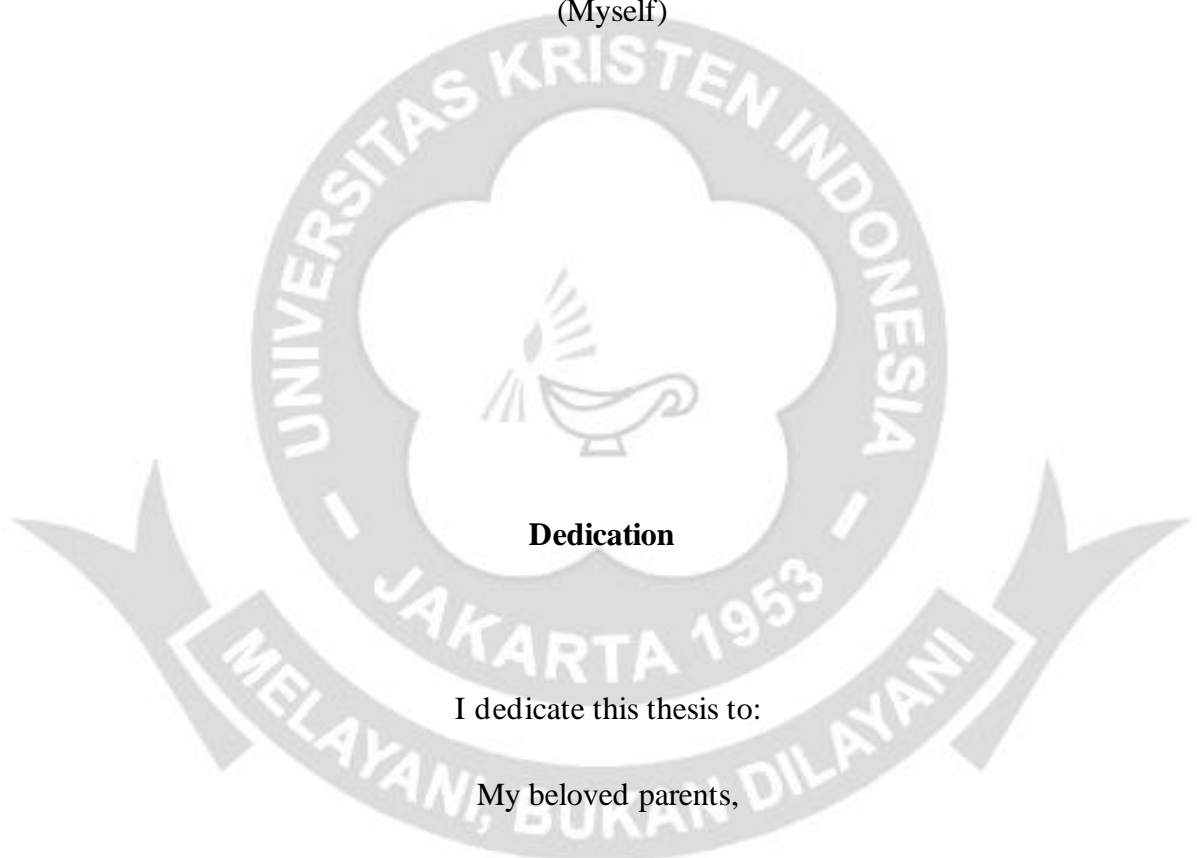 (Myself)
UNIVERSITAS KRISTEN INDONESIA
Dedication
- JAKARTA 1953 -
I dedicate this thesis to:
MELAYANI, BUKAN DILAYANI
My beloved parents,